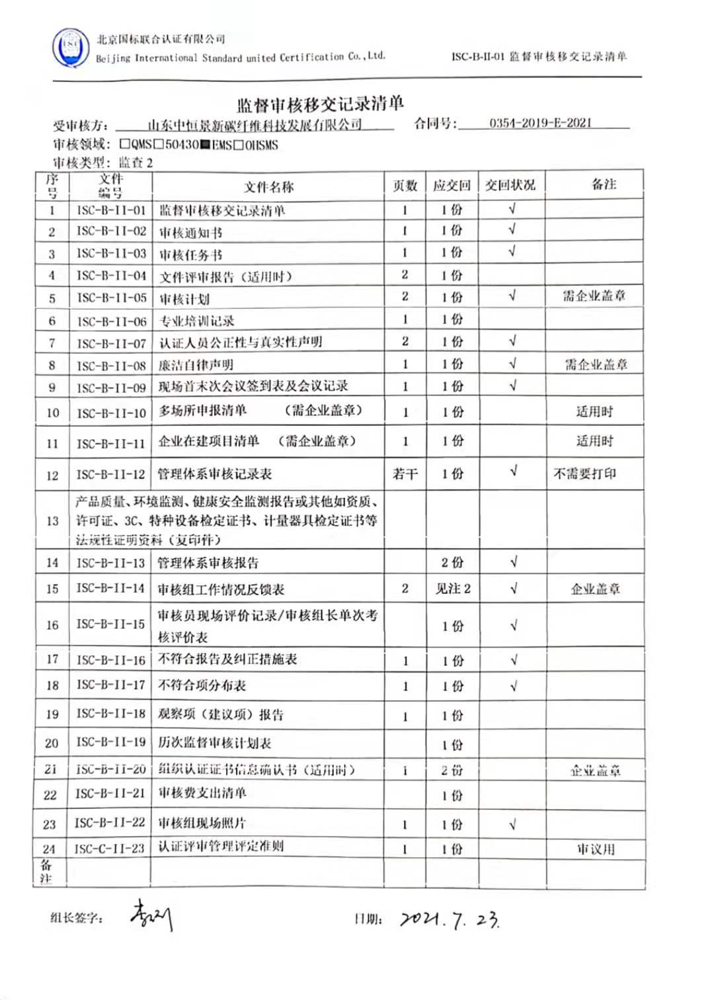 北京国标联合认证有限公司
Beijing International Standard united Certification Co.,Ltd.
ISC-B-II-01 监督审核移交记录清单
监督审核移交记录清单
受审核方: 山东中恒景新碳纤维科技发展有限公司 合同号: 0354-2019-E-2021
审核领域: □QMS□50430■EMS□OHSMS
审核类型: 监查 2
序号 文件编号 文件名称 页数 应交回 交回状况 备注
1 ISC-B-II-01 监督审核移交记录清单 1 1 份 √
2 ISC-B-II-02 审核通知书 1 1 份 √
3 ISC-B-II-03 审核任务书 1 1 份 √
4 ISC-B-II-04 文件评审报告（适用时） 2 1 份
5 ISC-B-II-05 审核计划 2 1 份 √ 需企业盖章
6 ISC-B-II-06 专业培训记录 1 1 份
7 ISC-B-II-07 认证人员公正性与真实性声明 2 1 份 √
8 ISC-B-II-08 廉洁自律声明 1 1 份 √ 需企业盖章
9 ISC-B-II-09 现场首末次会议签到表及会议记录 1 1 份 √
10 ISC-B-II-10 多场所申报清单 （需企业盖章） 1 1 份 适用时
11 ISC-B-II-11 企业在建项目清单 （需企业盖章） 1 1 份 适用时
12 ISC-B-II-12 管理体系审核记录表 若干 1 份 √ 不需要打印
13 产品质量、环境监测、健康安全监测报告或其他如资质、
许可证、3C、特种设备检定证书、计量器具检定证书等
法规性证明资料（复印件）
14 ISC-B-II-13 管理体系审核报告 2 份 √
15 ISC-B-II-14 审核组工作情况反馈表 2 见注 2 √ 企业盖章
16 ISC-B-II-15 审核员现场评价记录/审核组长单次考
核评价表 1 份 √
17 ISC-B-II-16 不符合报告及纠正措施表 1 1 份 √
18 ISC-B-II-17 不符合项分布表 1 1 份 √
19 ISC-B-II-18 观察项（建议项）报告 1 1 份
20 ISC-B-II-19 历次监督审核计划表 1 份
21 ISC-B-II-20 组织认证证书信息确认书（适用时） 1 2 份 企业盖章
22 ISC-B-II-21 审核费支出清单 1 份
23 ISC-B-II-22 审核组现场照片 1 1 份 √
24 ISC-C-II-23 认证评审管理评定准则 1 1 份 审议用
备注
组长签字: 日期: 2021.7.23.